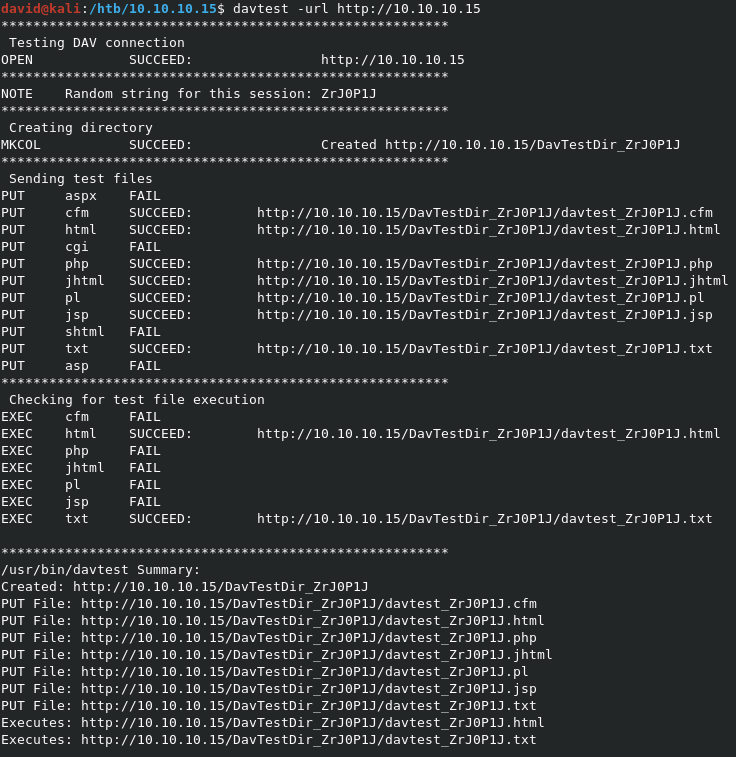 david@kali:/htb/10.10.10.15$ davtest -url http://10.10.10.15
********************************************************
 Testing DAV connection
OPEN            SUCCEED:                http://10.10.10.15
********************************************************
NOTE    Random string for this session: ZrJ0P1J
********************************************************
 Creating directory
MKCOL           SUCCEED:                Created http://10.10.10.15/DavTestDir_ZrJ0P1J
********************************************************
 Sending test files
PUT     aspx    FAIL
PUT     cfm     SUCCEED:        http://10.10.10.15/DavTestDir_ZrJ0P1J/davtest_ZrJ0P1J.cfm
PUT     html    SUCCEED:        http://10.10.10.15/DavTestDir_ZrJ0P1J/davtest_ZrJ0P1J.html
PUT     cgi     FAIL
PUT     php     SUCCEED:        http://10.10.10.15/DavTestDir_ZrJ0P1J/davtest_ZrJ0P1J.php
PUT     jhtml   SUCCEED:        http://10.10.10.15/DavTestDir_ZrJ0P1J/davtest_ZrJ0P1J.jhtml
PUT     pl      SUCCEED:        http://10.10.10.15/DavTestDir_ZrJ0P1J/davtest_ZrJ0P1J.pl
PUT     jsp     SUCCEED:        http://10.10.10.15/DavTestDir_ZrJ0P1J/davtest_ZrJ0P1J.jsp
PUT     shtml   FAIL
PUT     txt     SUCCEED:        http://10.10.10.15/DavTestDir_ZrJ0P1J/davtest_ZrJ0P1J.txt
PUT     asp     FAIL
********************************************************
 Checking for test file execution
EXEC    cfm     FAIL
EXEC    html    SUCCEED:        http://10.10.10.15/DavTestDir_ZrJ0P1J/davtest_ZrJ0P1J.html
EXEC    php     FAIL
EXEC    jhtml   FAIL
EXEC    pl      FAIL
EXEC    jsp     FAIL
EXEC    txt     SUCCEED:        http://10.10.10.15/DavTestDir_ZrJ0P1J/davtest_ZrJ0P1J.txt
********************************************************
/usr/bin/davtest Summary:
Created: http://10.10.10.15/DavTestDir_ZrJ0P1J
PUT File: http://10.10.10.15/DavTestDir_ZrJ0P1J/davtest_ZrJ0P1J.cfm
PUT File: http://10.10.10.15/DavTestDir_ZrJ0P1J/davtest_ZrJ0P1J.html
PUT File: http://10.10.10.15/DavTestDir_ZrJ0P1J/davtest_ZrJ0P1J.php
PUT File: http://10.10.10.15/DavTestDir_ZrJ0P1J/davtest_ZrJ0P1J.jhtml
PUT File: http://10.10.10.15/DavTestDir_ZrJ0P1J/davtest_ZrJ0P1J.pl
PUT File: http://10.10.10.15/DavTestDir_ZrJ0P1J/davtest_ZrJ0P1J.jsp
PUT File: http://10.10.10.15/DavTestDir_ZrJ0P1J/davtest_ZrJ0P1J.txt
Executes: http://10.10.10.15/DavTestDir_ZrJ0P1J/davtest_ZrJ0P1J.html
Executes: http://10.10.10.15/DavTestDir_ZrJ0P1J/davtest_ZrJ0P1J.txt